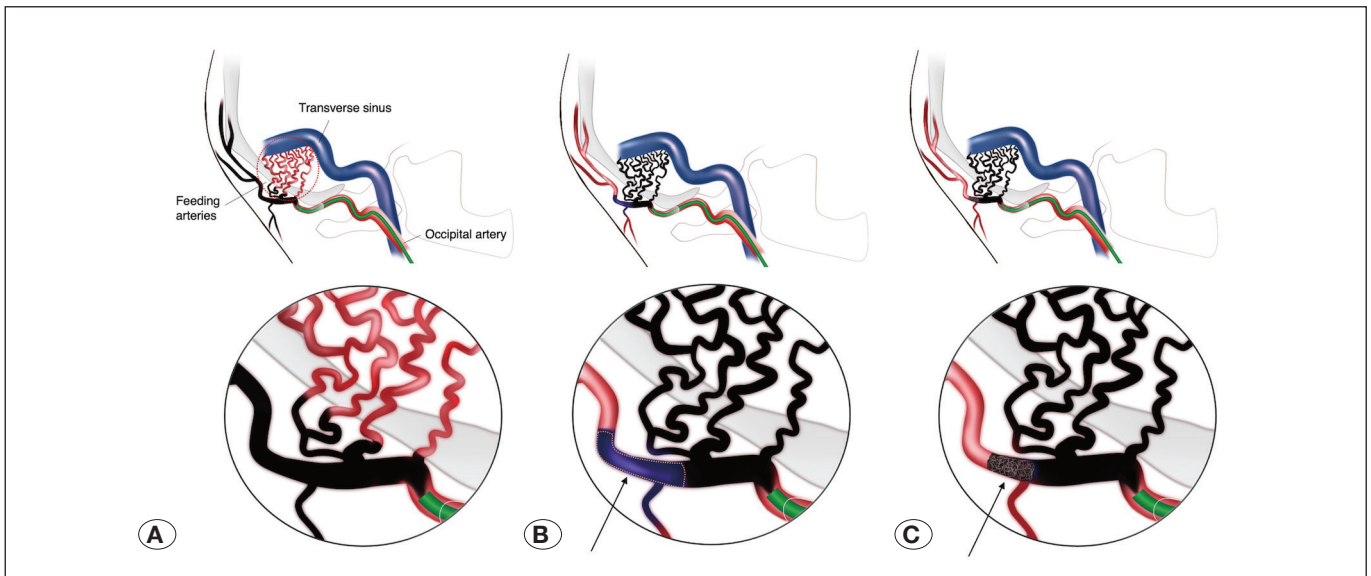 Transverse sinus
Feeding
arteries
Occipital artery
A
B
C